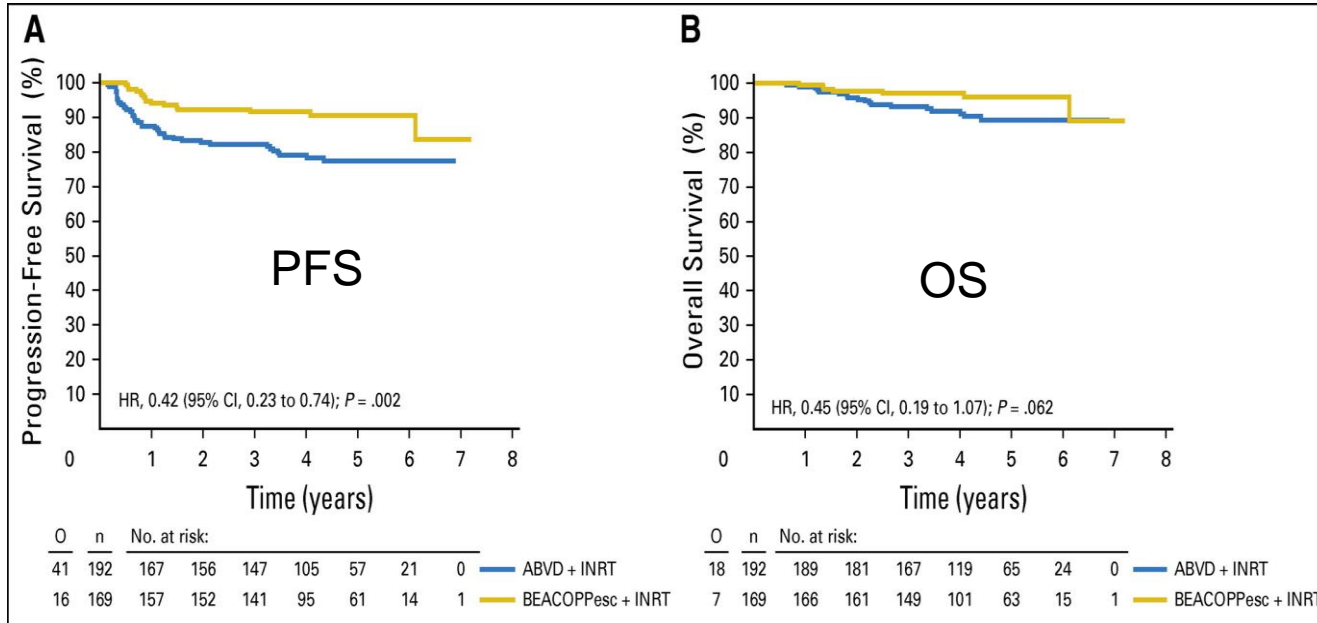 A
Progression-Free Survival (%)
100
90
80
70
60
50
40
30
20
10
PFS
HR, 0.42 (95% CI, 0.23 to 0.74); P = .002
0 1 2 3 4 5 6 7 8
Time (years)
O n No. at risk:
41 192 167 156 147 105 57 21 0 ABVD + INRT
16 169 157 152 141 95 61 14 1 BEACOPPesc + INRT
B
Overall Survival (%)
100
90
80
70
60
50
40
30
20
10
OS
HR, 0.45 (95% CI, 0.19 to 1.07); P = .062
0 1 2 3 4 5 6 7 8
Time (years)
O n No. at risk:
18 192 189 181 167 119 65 24 0 ABVD + INRT
7 169 166 161 149 101 63 15 1 BEACOPPesc + INRT